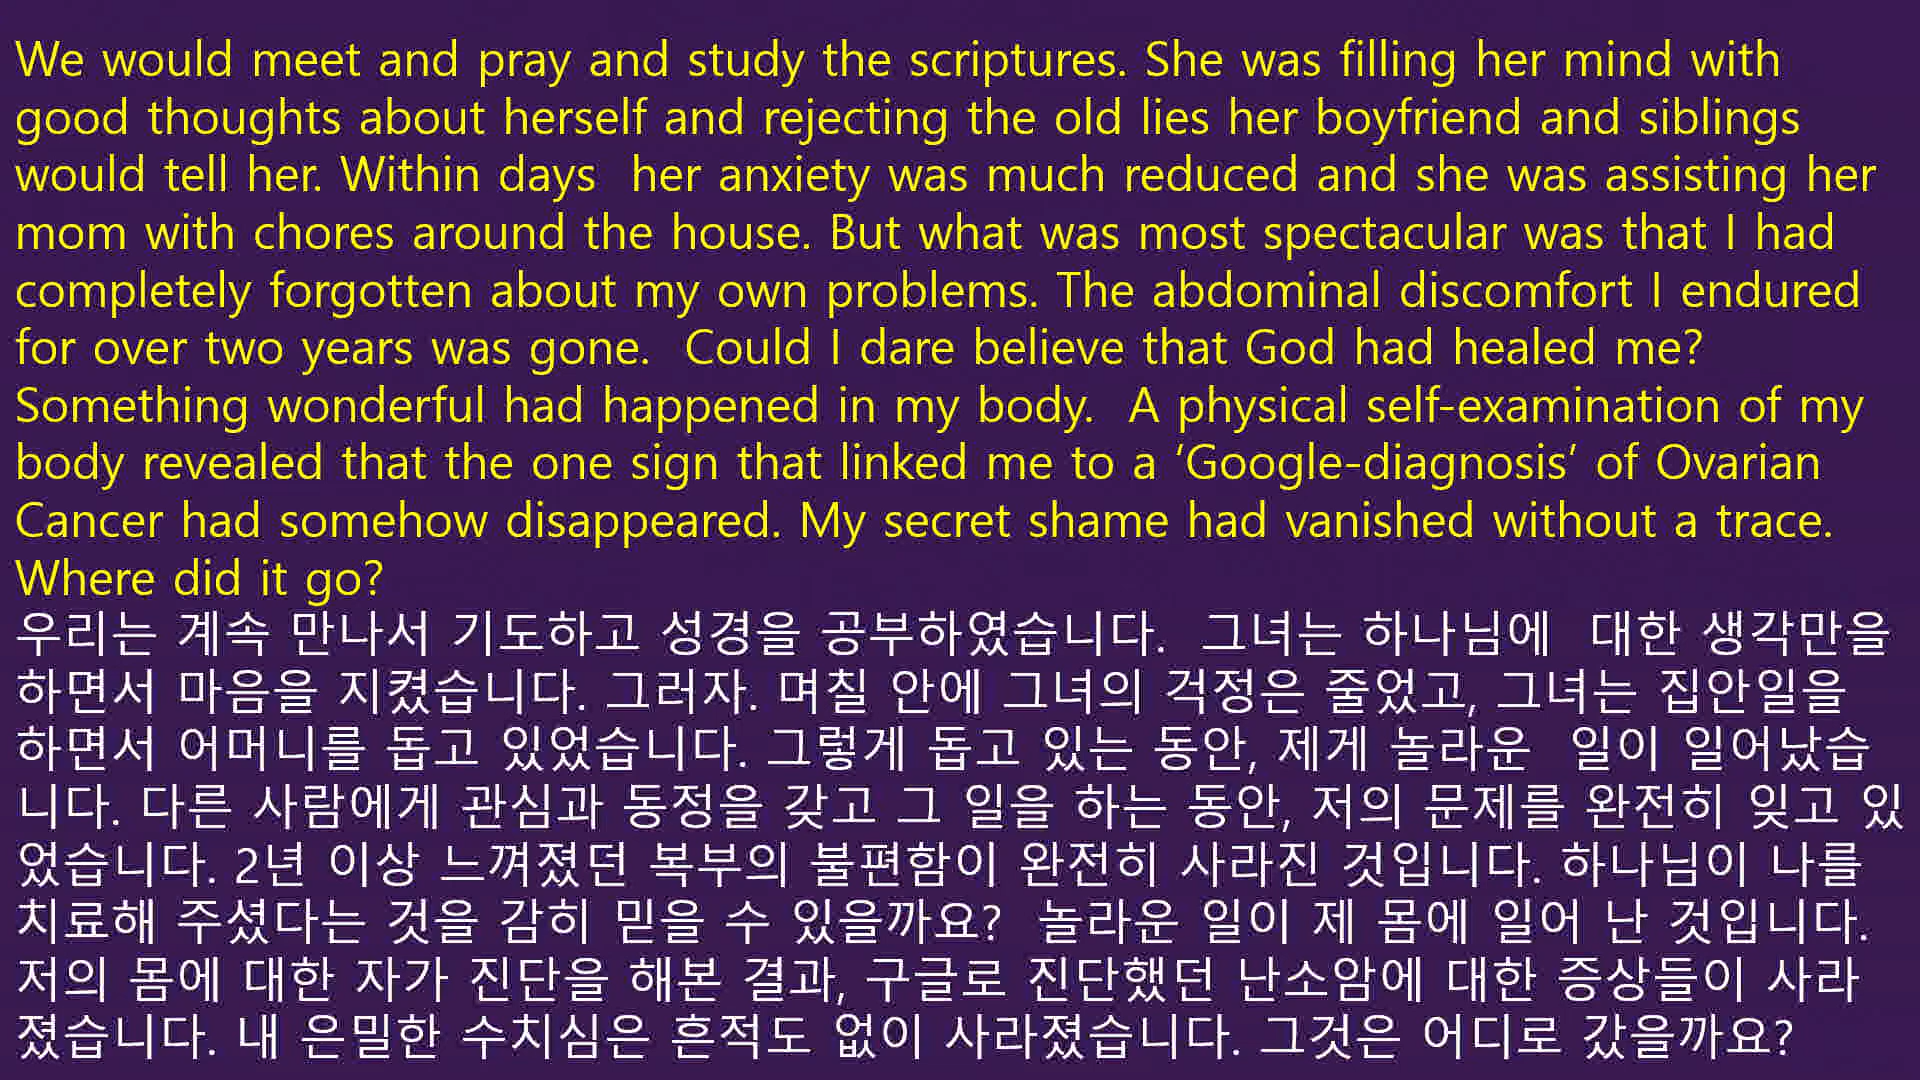 We would meet and pray and study the scriptures. She was filling her mind with
good thoughts about herself and rejecting the old lies her boyfriend and siblings
would tell her. Within days  her anxiety was much reduced and she was assisting her
mom with chores around the house. But what was most spectacular was that I had
completely forgotten about my own problems. The abdominal discomfort I endured
for over two years was gone.  Could I dare believe that God had healed me?
Something wonderful had happened in my body.  A physical self-examination of my
body revealed that the one sign that linked me to a ‘Google-diagnosis’ of Ovarian
Cancer had somehow disappeared. My secret shame had vanished without a trace.
Where did it go?
우리는 계속 만나서 기도하고 성경을 공부하였습니다.  그녀는 하나님에  대한 생각만을
하면서 마음을 지켰습니다. 그러자. 며칠 안에 그녀의 걱정은 줄었고, 그녀는 집안일을
하면서 어머니를 돕고 있었습니다. 그렇게 돕고 있는 동안, 제게 놀라운  일이 일어났습
니다. 다른 사람에게 관심과 동정을 갖고 그 일을 하는 동안, 저의 문제를 완전히 잊고 있
었습니다. 2년 이상 느껴졌던 복부의 불편함이 완전히 사라진 것입니다. 하나님이 나를
치료해 주셨다는 것을 감히 믿을 수 있을까요?  놀라운 일이 제 몸에 일어 난 것입니다.
저의 몸에 대한 자가 진단을 해본 결과, 구글로 진단했던 난소암에 대한 증상들이 사라
졌습니다. 내 은밀한 수치심은 흔적도 없이 사라졌습니다. 그것은 어디로 갔을까요?